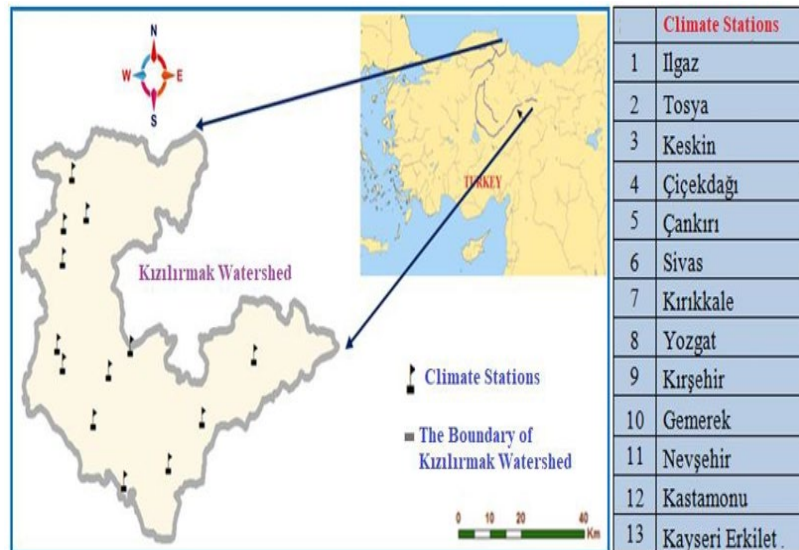 N
W E
S
TURKEY
Kızılırmak Watershed
Climate Stations
The Boundary of
Kızılırmak Watershed
0 10 20 40
Km
Climate Stations
1 Ilgaz
2 Tosya
3 Keskin
4 Çiçekdağı
5 Çankırı
6 Sivas
7 Kırıkkale
8 Yozgat
9 Kırşehir
10 Gemerek
11 Nevşehir
12 Kastamonu
13 Kayseri Erkilet